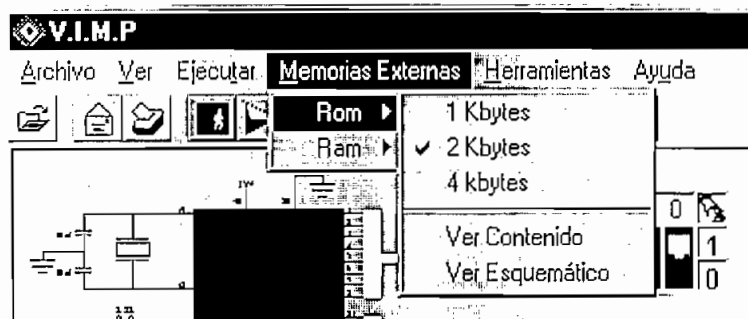 V.I.M.P
Archivo Ver Ejecutar Memorias Externas Herramientas Ayuda
Rom 1 Kbytes
Ram 2 Kbytes
4 kbytes
0
Ver Contenido 1
Ver Esquemático 0